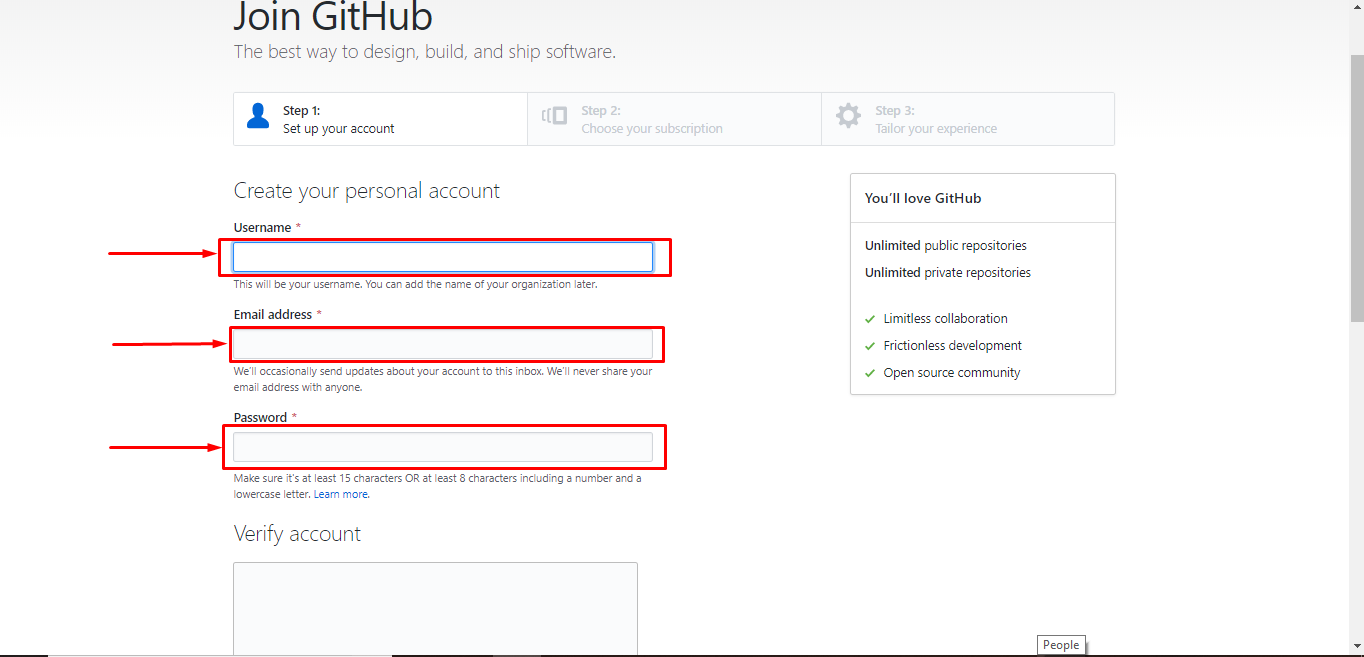 Join GitHub
The best way to design, build, and ship software.
Step 1:
Set up your account
Step 2:
Choose your subscription
Step 3:
Tailor your experience
Create your personal account
Username *
This will be your username. You can add the name of your organization later.
Email address *
We'll occasionally send updates about your account to this inbox. We'll never share your
email address with anyone.
Password *
Make sure it's at least 15 characters OR at least 8 characters including a number and a
lowercase letter. Learn more.
Verify account
You'll love GitHub
Unlimited public repositories
Unlimited private repositories
Limitless collaboration
Frictionless development
Open source community
People